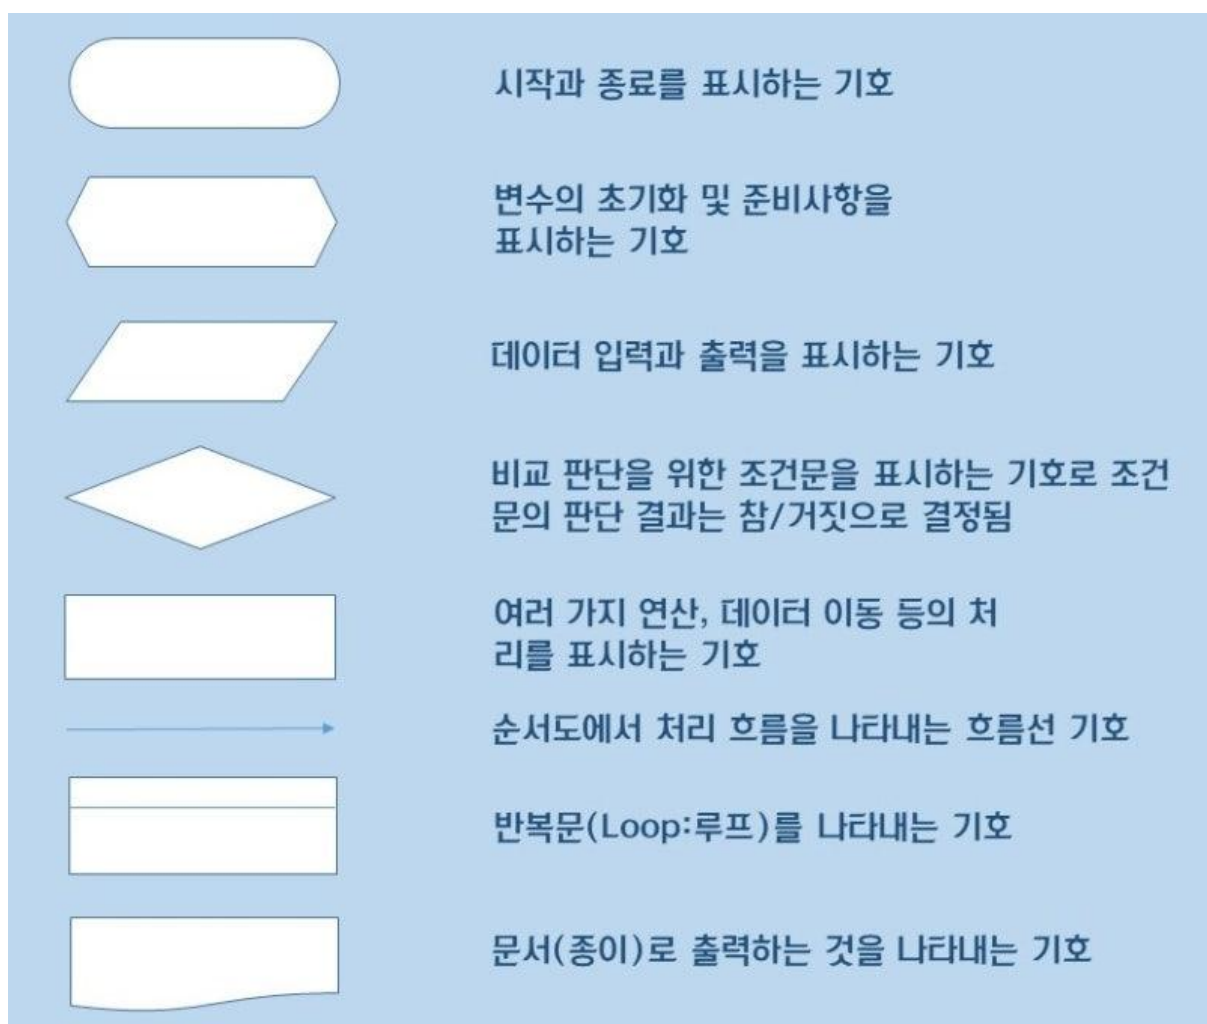 시작과 종료를 표시하는 기호
변수의 초기화 및 준비사항을
표시하는 기호
데이터 입력과 출력을 표시하는 기호
비교 판단을 위한 조건문을 표시하는 기호로 조건
문의 판단 결과는 참/거짓으로 결정됨
여러 가지 연산, 데이터 이동 등의 처
리를 표시하는 기호
순서도에서 처리 흐름을 나타내는 흐름선 기호
반복문(Loop:루프)를 나타내는 기호
문서(종이)로 출력하는 것을 나타내는 기호